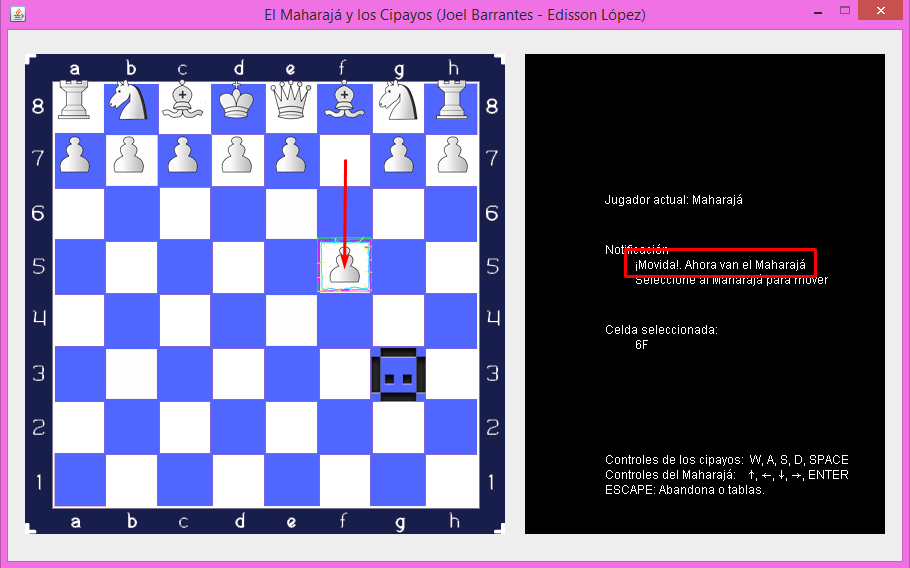 El Maharajá y los Cipayos (Joel Barrantes - Edisson López)
a b c d e f g h
8 8
7 7
6 6
5 5
4 4
3 3
2 2
1 1
a b c d e f g h
Jugador actual: Maharajá
Notificación
¡Movida!. Ahora van el Maharajá
Seleccione al Maharajá para mover
Celda seleccionada:
6F
Controles de los cipayos: W, A, S, D, SPACE
Controles del Maharajá: ↑, ←, ↓, →, ENTER
ESCAPE: Abandona o tablas.